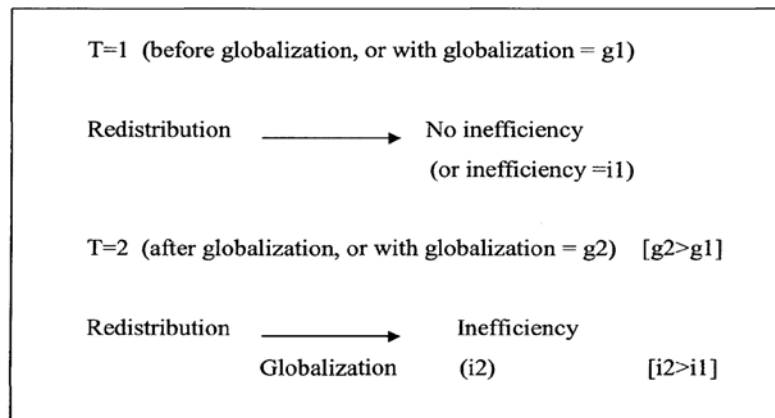 T=1 (before globalization, or with globalization = g1)
Redistribution No inefficiency
(or inefficiency =i1)
T=2 (after globalization, or with globalization = g2) [g2>g1]
Redistribution Inefficiency
Globalization (i2) [i2>i1]